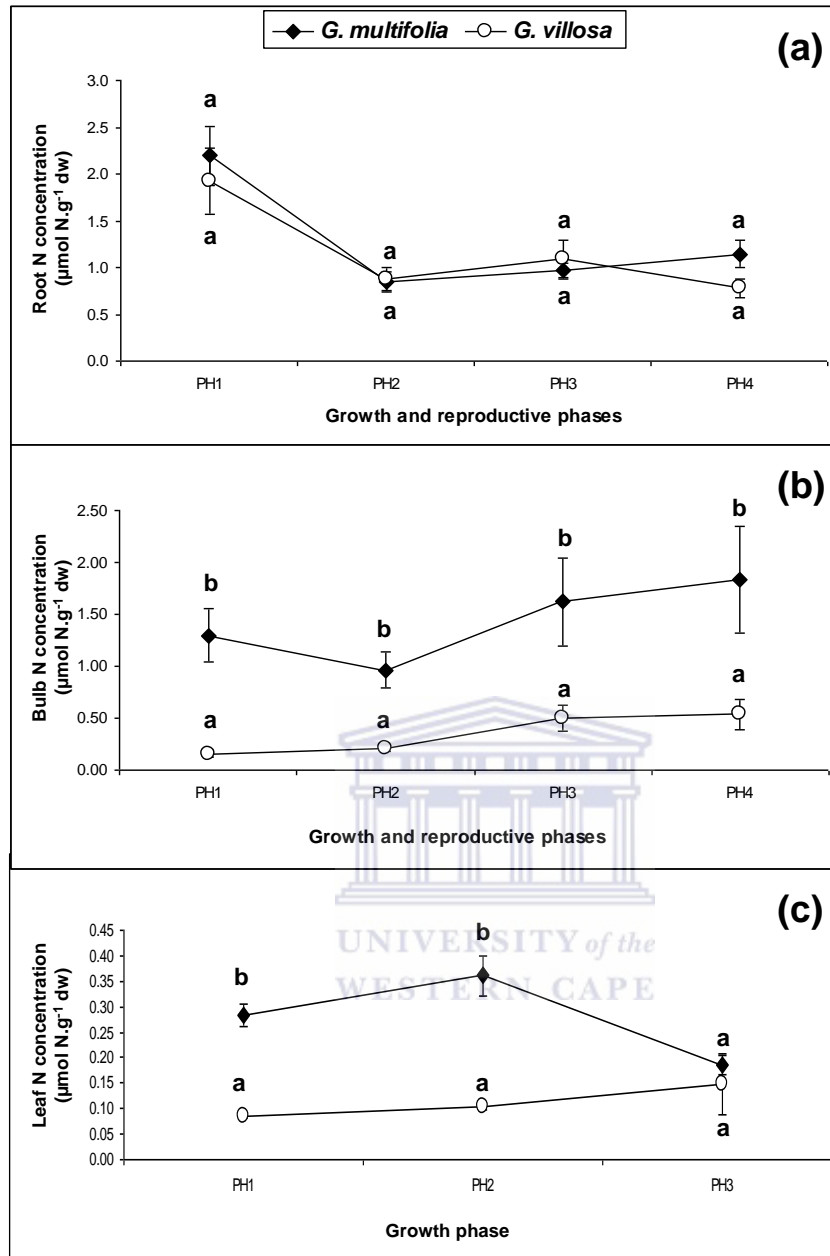 G. multifolia G. villosa
(a)
Root N concentration
(µmol N.g-1 dw)
3.0
2.5
2.0
1.5
1.0
0.5
0.0
a
a
a
a
a
a
a
a
PH1 PH2 PH3 PH4
Growth and reproductive phases
(b)
Bulb N concentration
(µmol N.g-1 dw)
2.50
2.00
1.50
1.00
0.50
0.00
b
b
b
b
a
a
a
a
PH1 PH2 PH3 PH4
Growth and reproductive phases
(c)
Leaf N concentration
(µmol N.g-1 dw)
0.45
0.40
0.35
0.30
0.25
0.20
0.15
0.10
0.05
0.00
b
b
a
a
a
a
UNIVERSITY of the
WESTERN CAPE
PH1 PH2 PH3
Growth phase